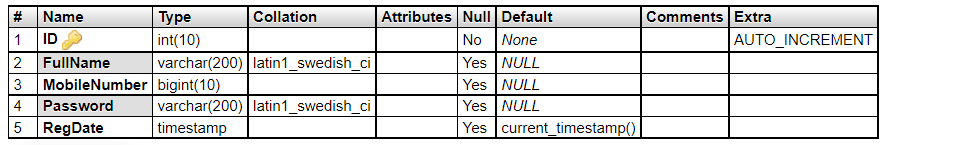 # Name Type Collation Attributes Null Default Comments Extra
1 ID int(10) No None AUTO_INCREMENT
2 FullName varchar(200) latin1_swedish_ci Yes NULL
3 MobileNumber bigint(10) Yes NULL
4 Password varchar(200) latin1_swedish_ci Yes NULL
5 RegDate timestamp Yes current_timestamp()